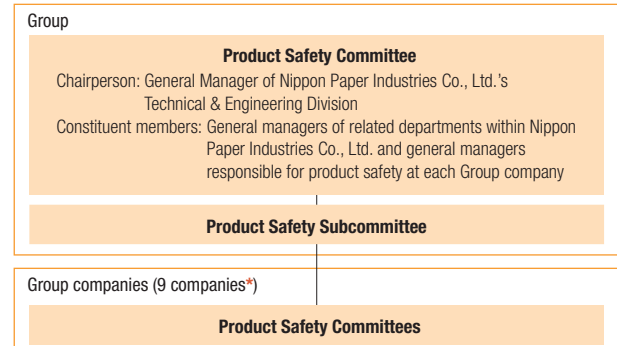 Group
Product Safety Committee
Chairperson: General Manager of Nippon Paper Industries Co., Ltd.'s
Technical & Engineering Division
Constituent members: General managers of related departments within Nippon
Paper Industries Co., Ltd. and general managers
responsible for product safety at each Group company
Product Safety Subcommittee
Group companies (9 companies*)
Product Safety Committees